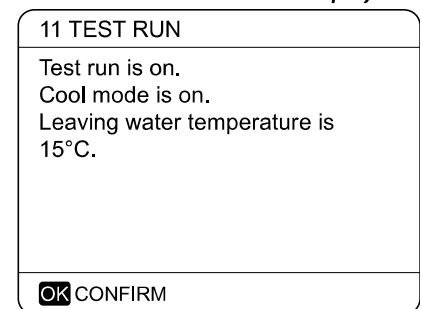 11 TEST RUN
Test run is on.
Cool mode is on.
Leaving water temperature is
15°C.
OK CONFIRM